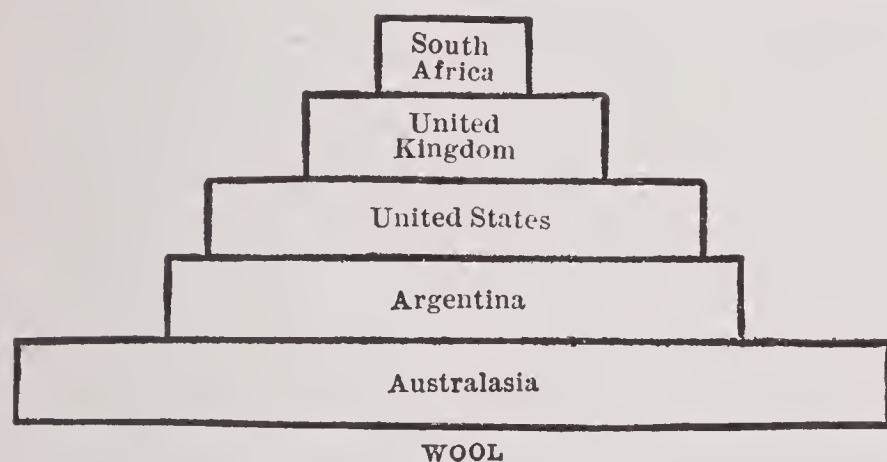 South
Africa
United
Kingdom
United States
Argentina
Australasia
WOOL